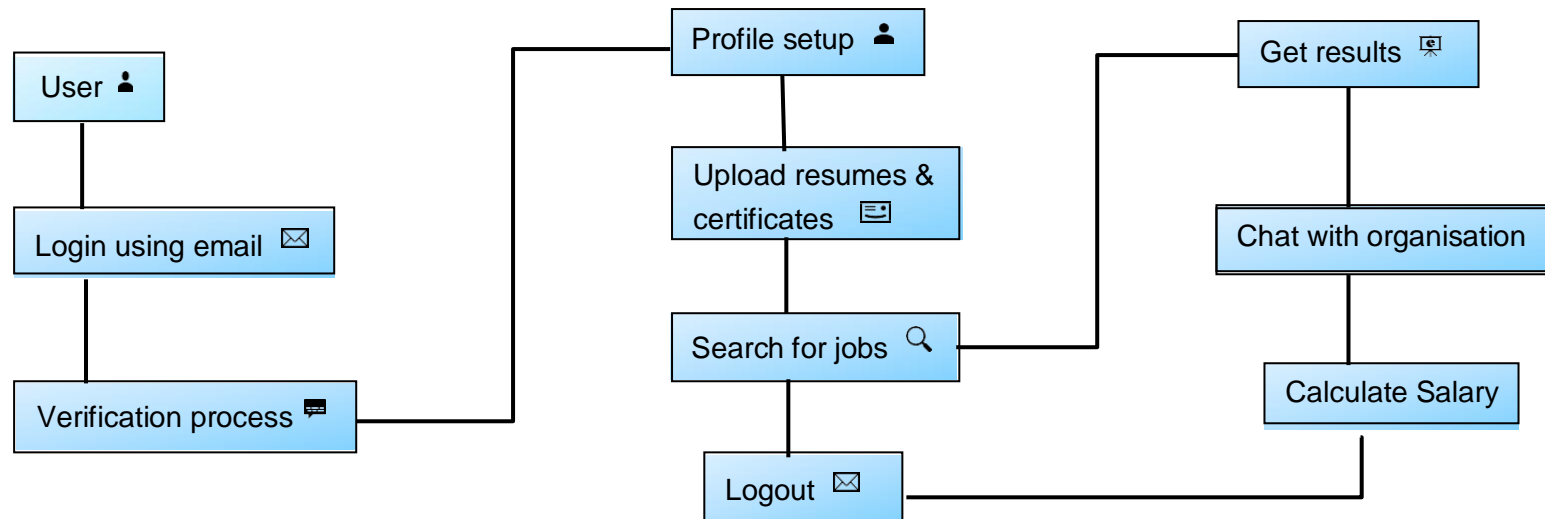 User
Login using email
Verification process
Profile setup
Upload resumes &
certificates
Search for jobs
Logout
Get results
Chat with organisation
Calculate Salary